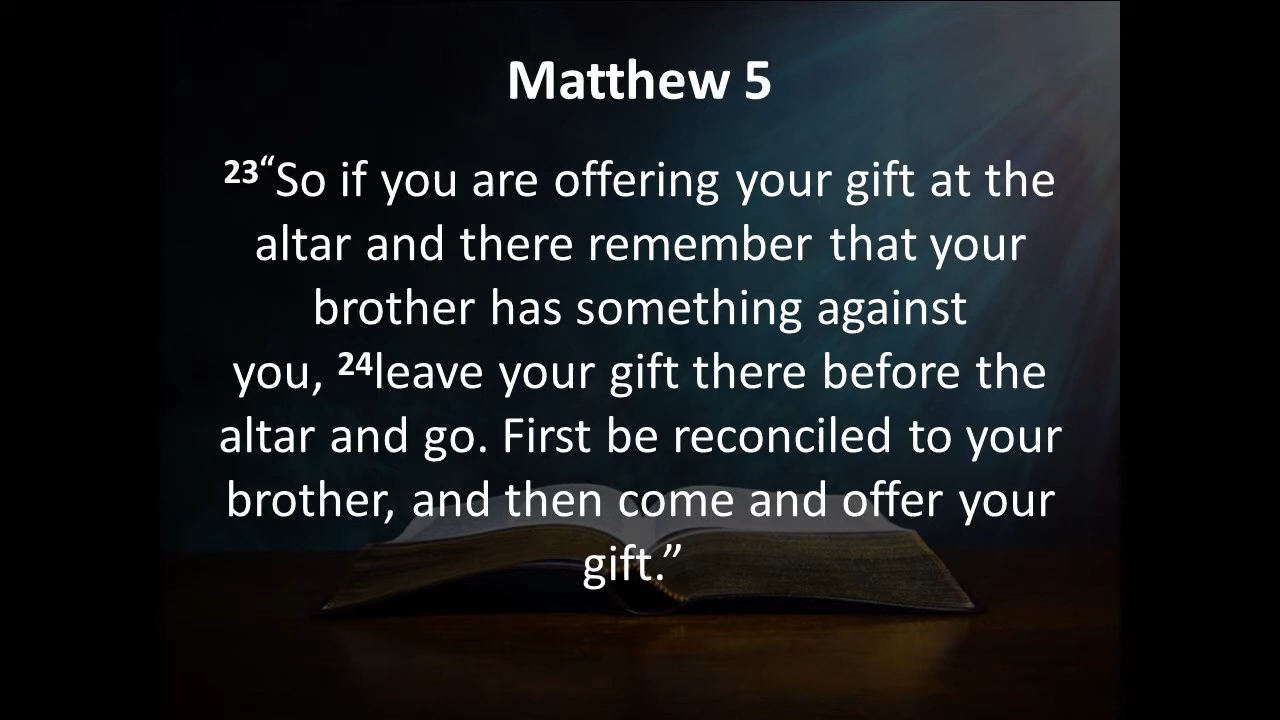 Matthew 5
23“So if you are offering your gift at the
altar and there remember that your
brother has something against
you, 24leave your gift there before the
altar and go. First be reconciled to your
brother, and then come and offer your
gift.”